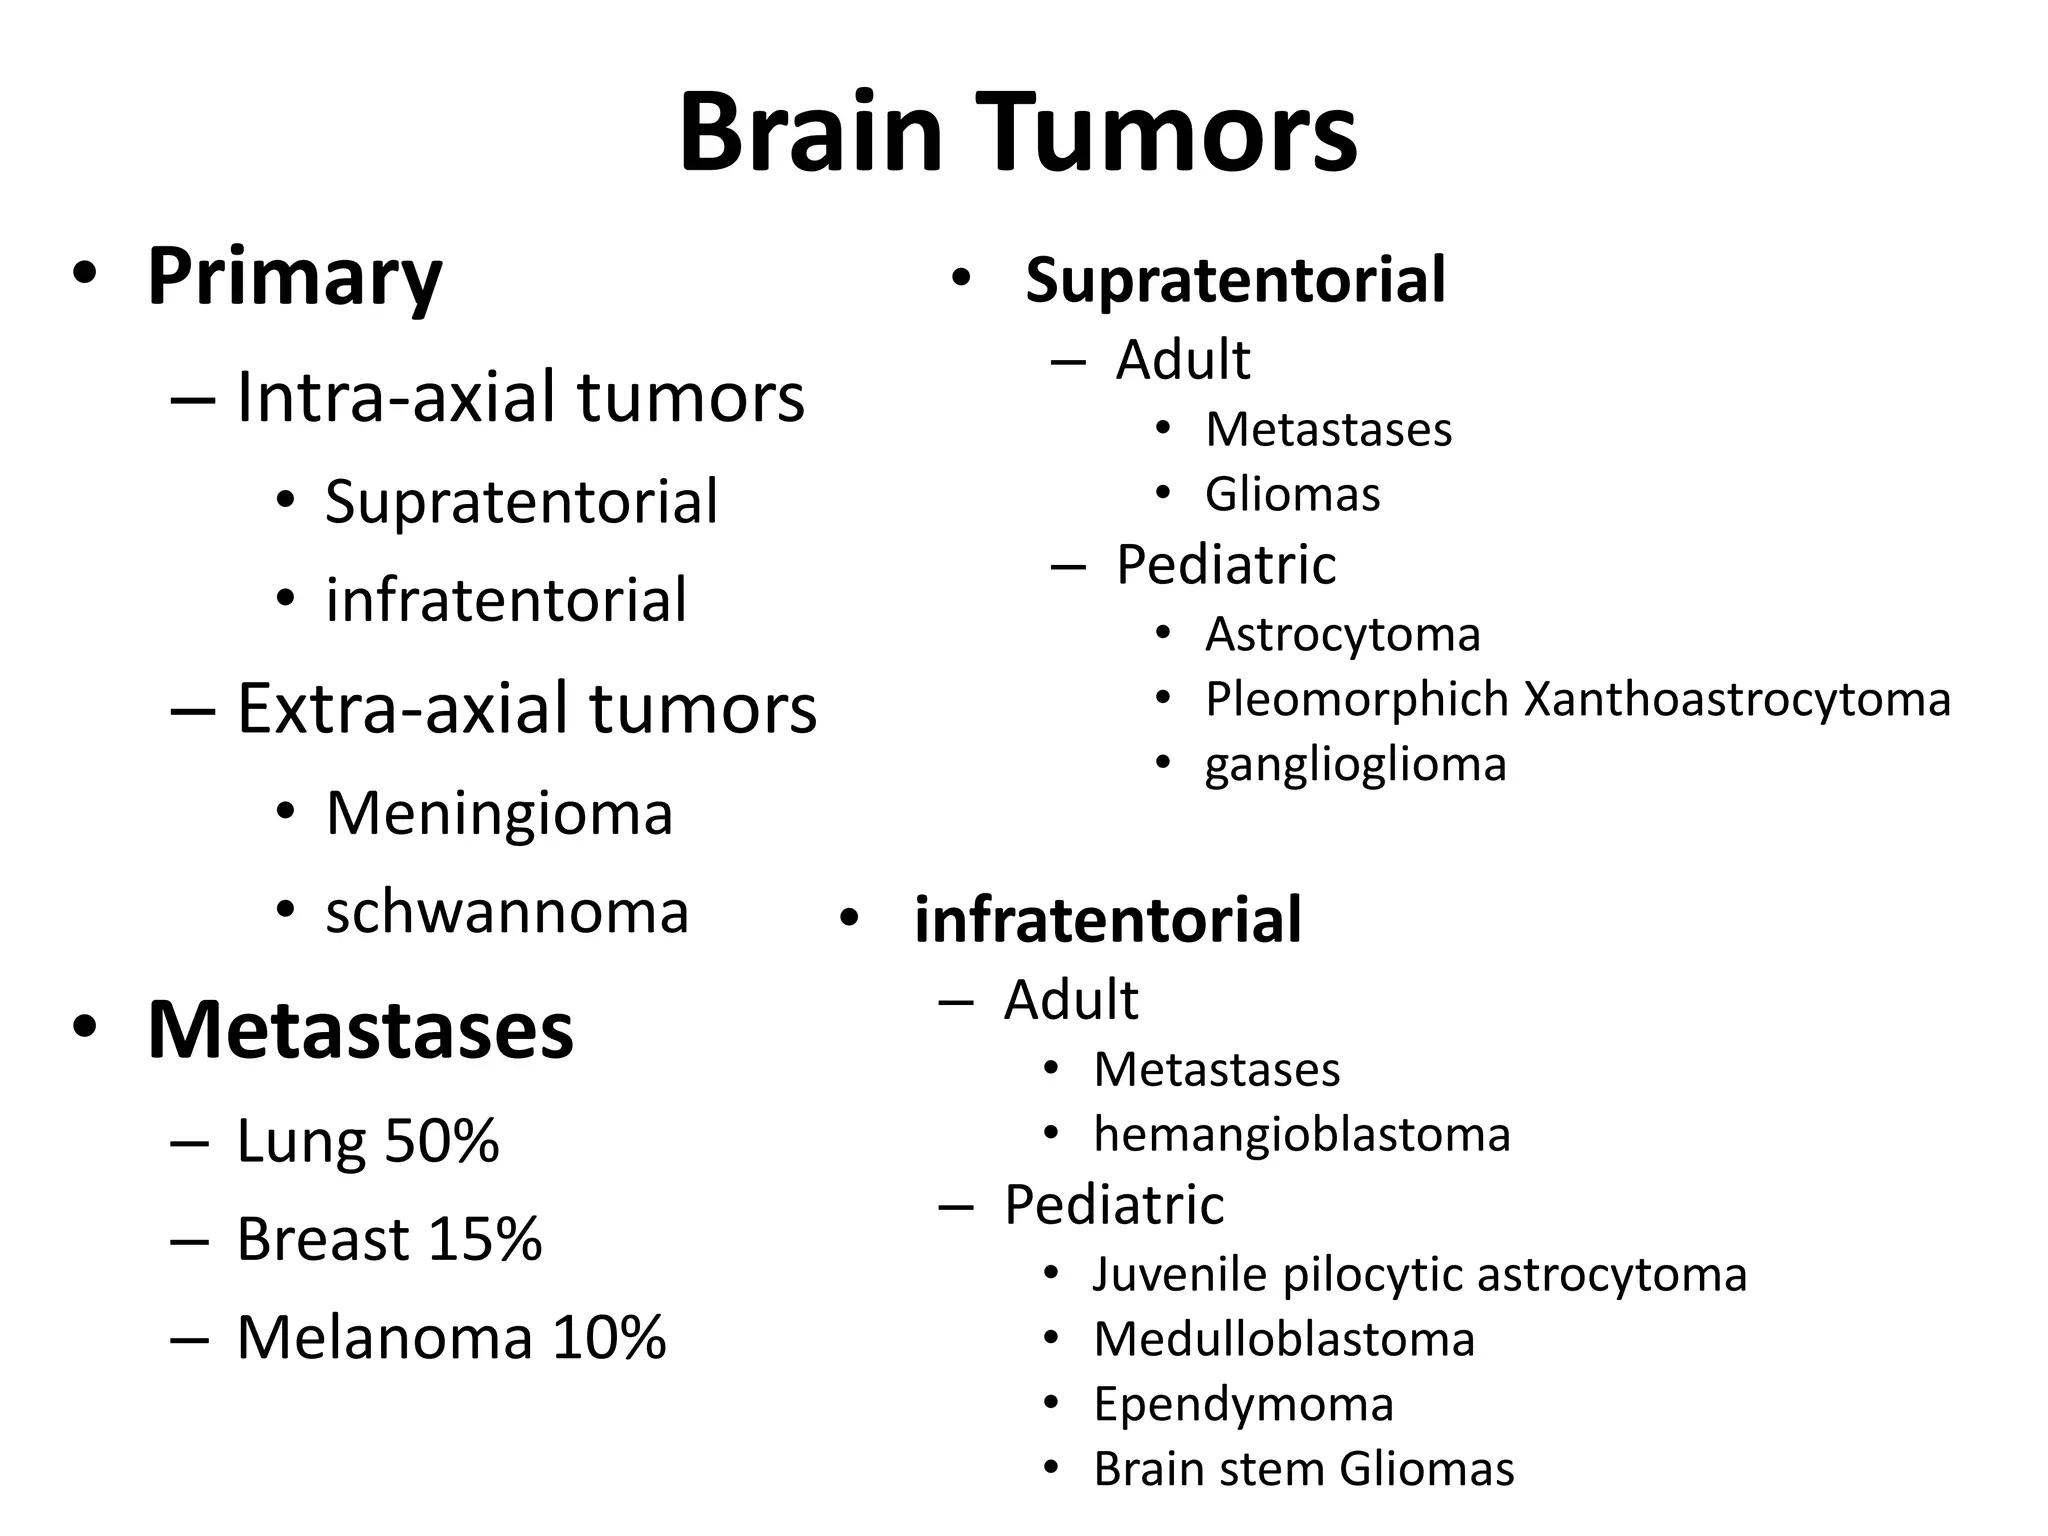 Brain Tumors
• Primary
– Intra-axial tumors
• Supratentorial
• infratentorial
– Extra-axial tumors
• Meningioma
• schwannoma
• Metastases
– Lung 50%
– Breast 15%
– Melanoma 10%
• Supratentorial
– Adult
• Metastases
• Gliomas
– Pediatric
• Astrocytoma
• Pleomorphich Xanthoastrocytoma
• ganglioglioma
• infratentorial
– Adult
• Metastases
• hemangioblastoma
– Pediatric
• Juvenile pilocytic astrocytoma
• Medulloblastoma
• Ependymoma
• Brain stem Gliomas